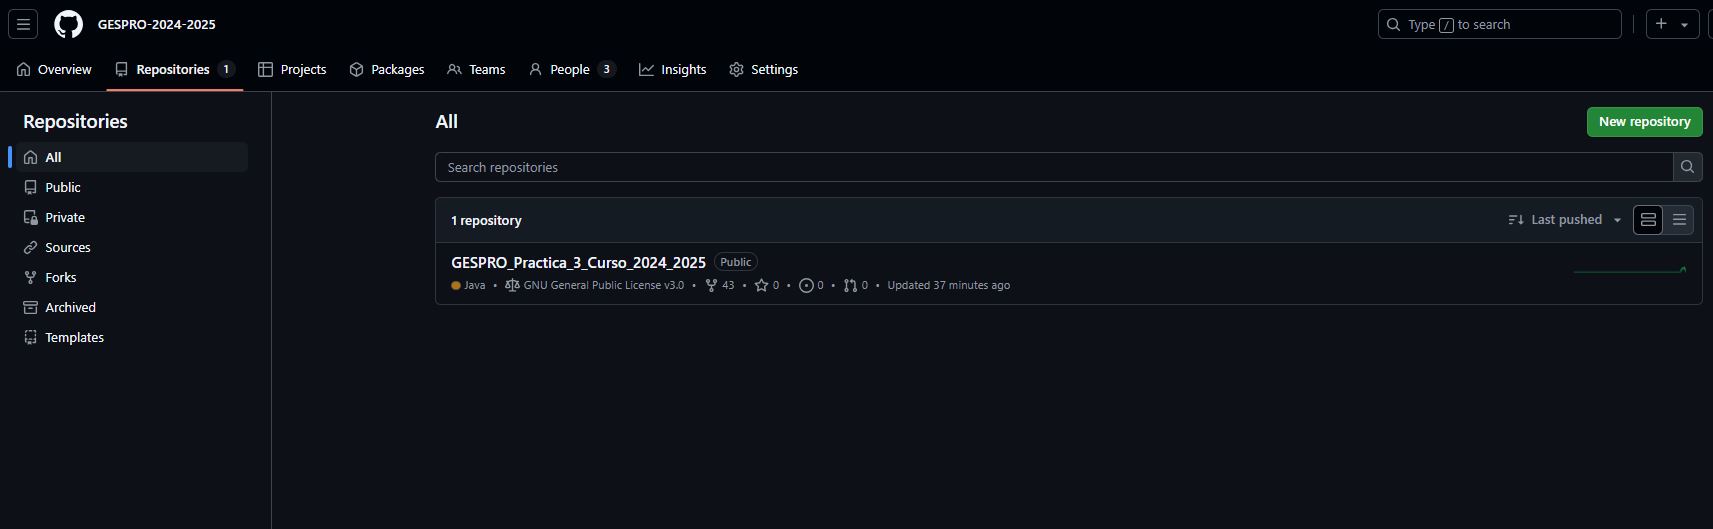 GESPRO-2024-2025
Type / to search
Overview Repositories 1 Projects Packages Teams People 3 Insights Settings
Repositories
All
Public
Private
Sources
Forks
Archived
Templates
All
New repository
Search repositories
1 repository
Last pushed
GESPRO_Practica_3_Curso_2024_2025 Public
Java • GNU General Public License v3.0 • 43 • 0 • 0 • 0 • Updated 37 minutes ago